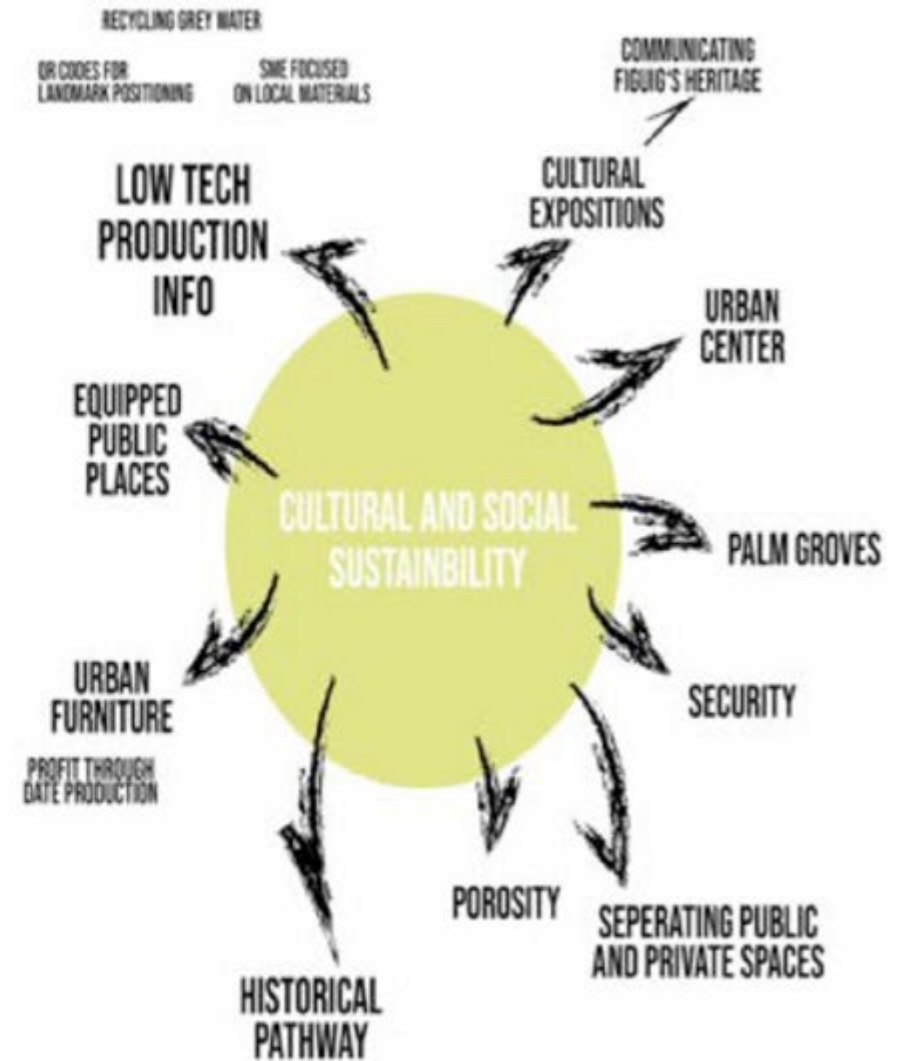 RECYCLING GREY WATER
QR CODES FOR
LANDMARK POSITIONING
SME FOCUSED
ON LOCAL MATERIALS
COMMUNICATING
FIGUIG'S HERITAGE
LOW TECH
PRODUCTION
INFO
CULTURAL
EXPOSITIONS
URBAN
CENTER
EQUIPPED
PUBLIC
PLACES
CULTURAL AND SOCIAL
SUSTAINBILITY
PALM GROVES
URBAN
FURNITURE
SECURITY
PROFIT THROUGH
DATE PRODUCTION
POROSITY
SEPERATING PUBLIC
AND PRIVATE SPACES
HISTORICAL
PATHWAY